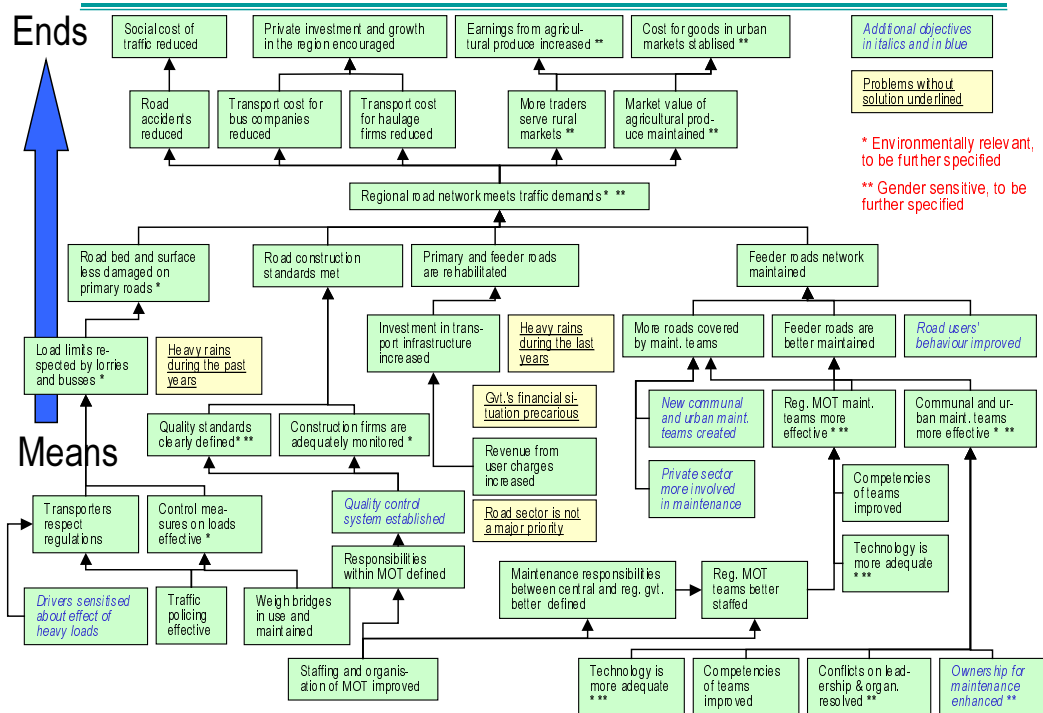 Ends
Social cost of
traffic reduced
Private investment and growth
in the region encouraged
Earnings from agricul-
tural produce increased **
Cost for goods in urban
markets stablised **
Additional objectives
in italics and in blue
Problems without
solution underlined
Road
accidents
reduced
Transport cost for
bus companies
reduced
Transport cost
for haulage
firms reduced
More traders
serve rural
markets **
Market value of
agricultural prod-
uce maintained **
* Environmentally relevant,
to be further specified
** Gender sensitive, to be
further specified
Regional road network meets traffic demands * **
Road bed and surface
less damaged on
primary roads *
Road construction
standards met
Primary and feeder roads
are rehabilitated
Feeder roads network
maintained
Load limits re-
spected by lorries
and busses *
Heavy rains
during the past
years
Investment in trans-
port infrastructure
increased
Heavy rains
during the last
years
More roads covered
by maint. teams
Feeder roads are
better maintained
Road users'
behaviour improved
Gvt.'s financial si-
tuation precarious
Means
Quality standards
clearly defined * **
Construction firms are
adequately monitored *
Revenue from
user charges
increased
New communal
and urban maint.
teams created
Reg. MOT maint.
teams more
effective * **
Communal and ur-
ban maint. teams
more effective * **
Private sector
more involved
in maintenance
Competencies
of teams
improved
Transporters
respect
regulations
Control mea-
sures on loads
effective *
Quality control
system established
Road sector is not
a major priority
Technology is
more adequate
* **
Responsibilities
within MOT defined
Maintenance responsibilities
between central and reg. gvt.
better defined
Reg. MOT
teams better
staffed
Drivers sensitised
about effect of
heavy loads
Traffic
policing
effective
Weigh bridges
in use and
maintained
Staffing and organis-
ation of MOT improved
Technology is
more adequate
* **
Competencies
of teams
improved
Conflicts on lead-
ership & organ.
resolved **
Ownership for
maintenance
enhanced **